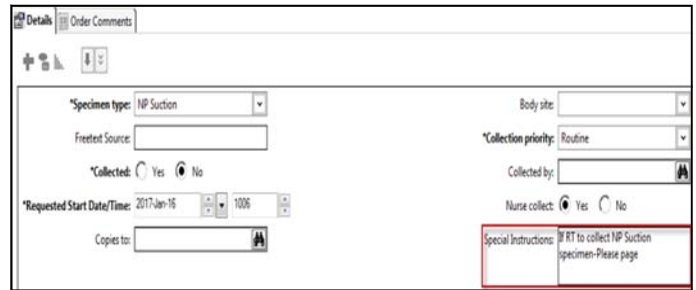 Details Order Comments
*Specimen type: NP Suction Body site:
Freetext Source: *Collection priority: Routine
*Collected: Yes No Collected by:
*Requested Start Date/Time: 2017-Jan-16 1006 Nurse collect: Yes No
Copies to: Special Instructions: If RT to collect NP Suction
specimen-Please page